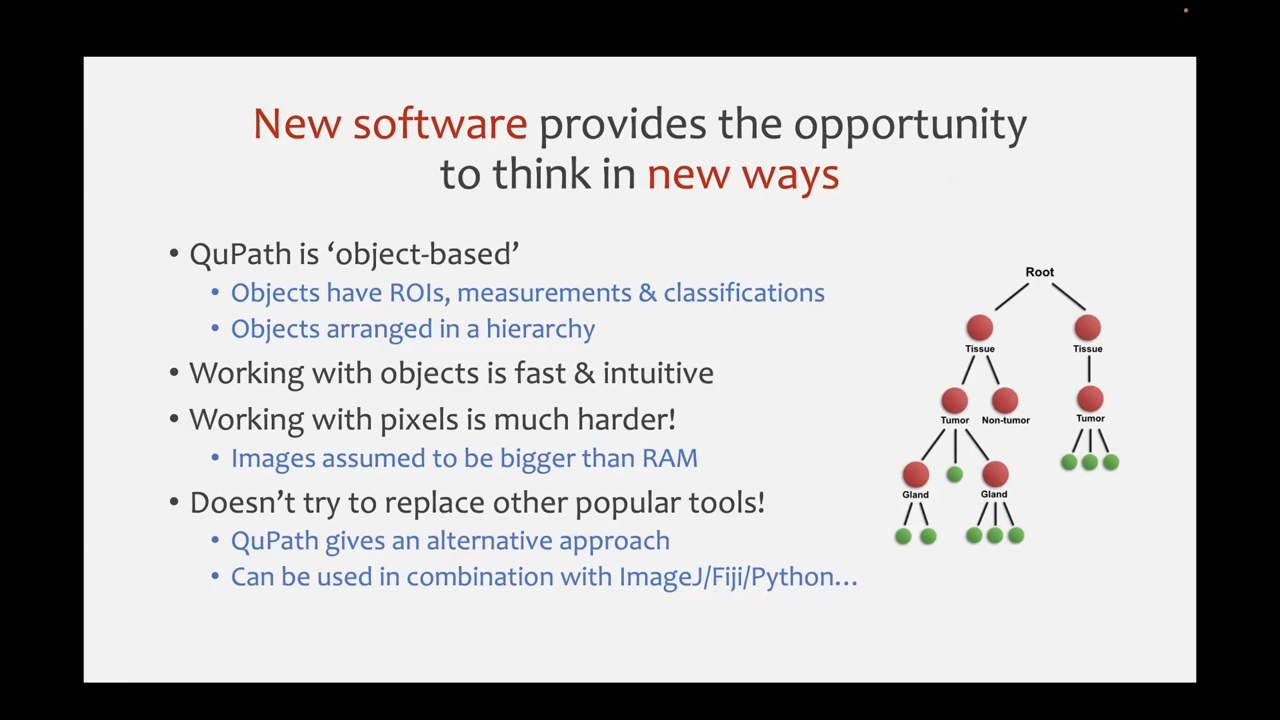 New software provides the opportunity
to think in new ways
• QuPath is ‘object-based’
• Objects have ROIs, measurements & classifications
• Objects arranged in a hierarchy
• Working with objects is fast & intuitive
• Working with pixels is much harder!
• Images assumed to be bigger than RAM
• Doesn’t try to replace other popular tools!
• QuPath gives an alternative approach
• Can be used in combination with ImageJ/Fiji/Python…
Root
Tissue
Tissue
Tumor
Non-tumor
Tumor
Gland
Gland